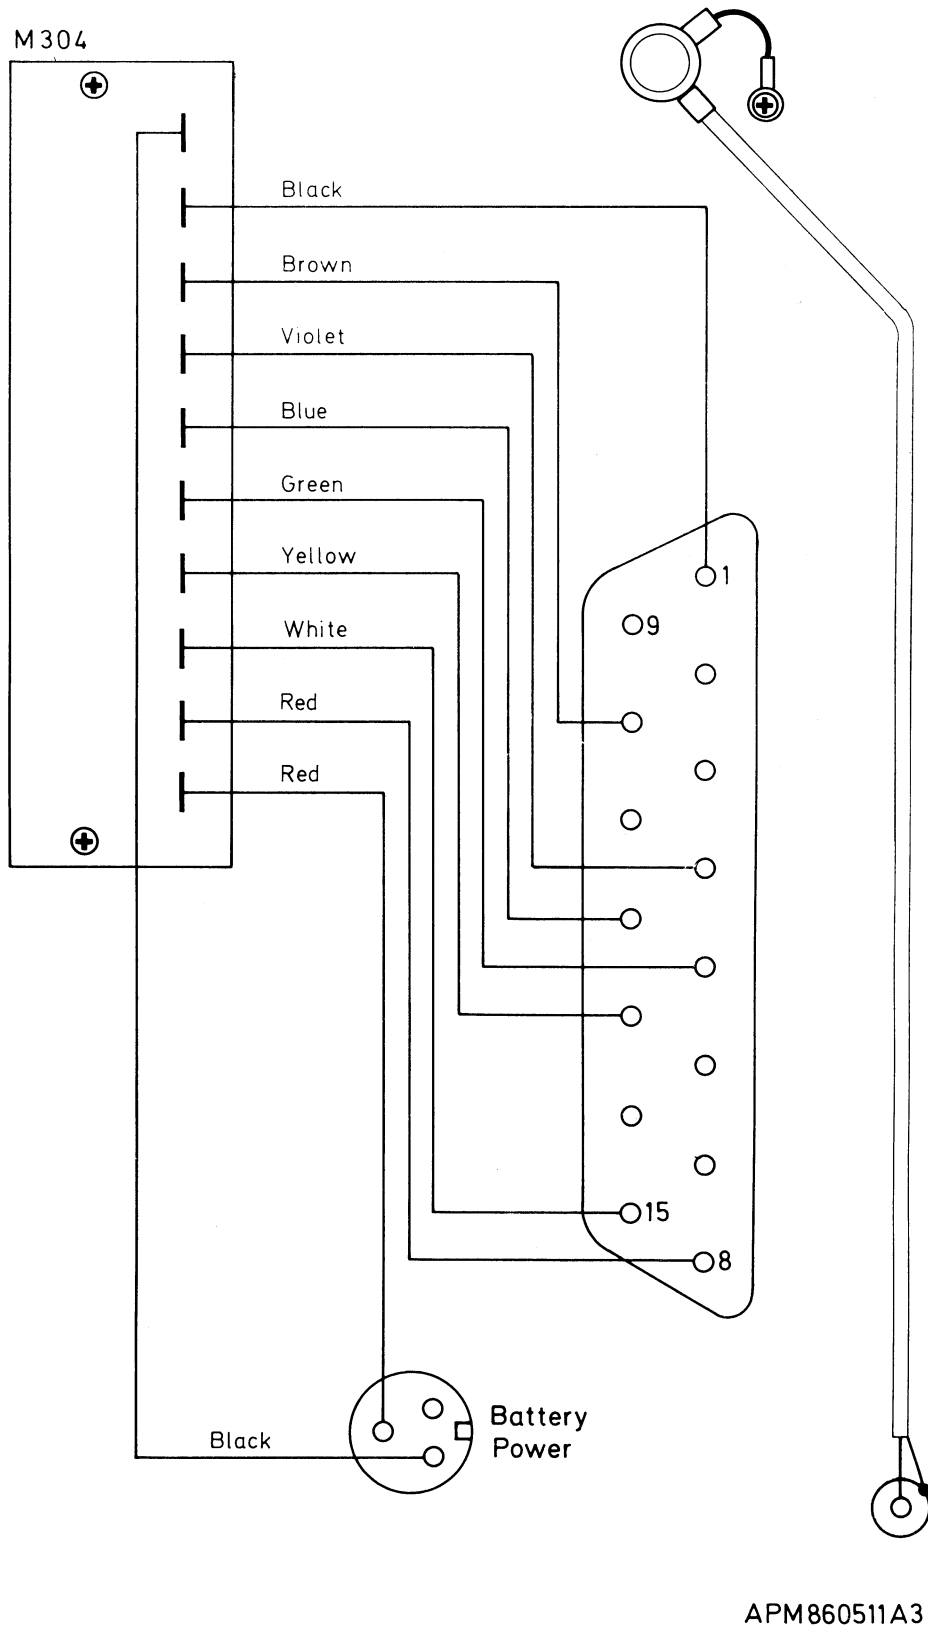 M304
Black
Brown
Violet
Blue
Green
Yellow
White
Red
Red
1
9
15
8
Battery
Power
Black
APM860511A3